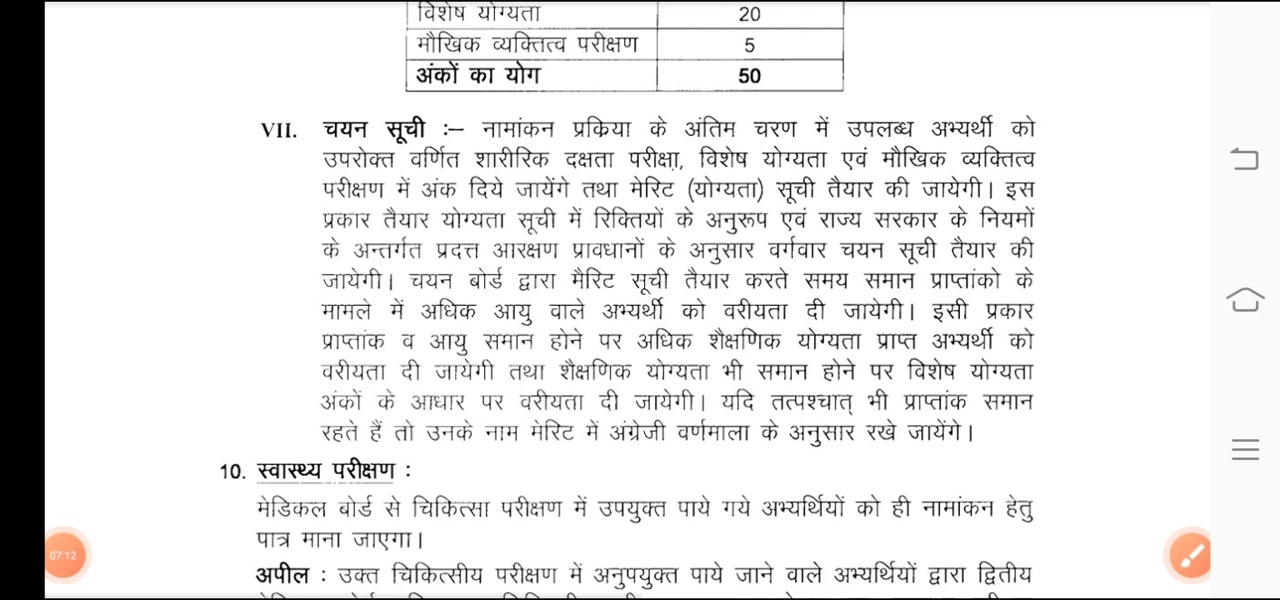 विशेष योग्यता 20
मौखिक व्यक्तित्व परीक्षण 5
अंकों का योग 50
VII. चयन सूची :– नामांकन प्रकिया के अंतिम चरण में उपलब्ध अभ्यर्थी को
उपरोक्त वर्णित शारीरिक दक्षता परीक्षा, विशेष योग्यता एवं मौखिक व्यक्तित्व
परीक्षण में अंक दिये जायेंगे तथा मेरिट (योग्यता) सूची तैयार की जायेगी। इस
प्रकार तैयार योग्यता सूची में रिक्तियों के अनुरूप एवं राज्य सरकार के नियमों
के अन्तर्गत प्रदत्त आरक्षण प्रावधानों के अनुसार वर्गवार चयन सूची तैयार की
जायेगी। चयन बोर्ड द्वारा मैरिट सूची तैयार करते समय समान प्राप्तांको के
मामले में अधिक आयु वाले अभ्यर्थी को वरीयता दी जायेगी। इसी प्रकार
प्राप्तांक व आयु समान होने पर अधिक शैक्षणिक योग्यता प्राप्त अभ्यर्थी को
वरीयता दी जायेगी तथा शैक्षणिक योग्यता भी समान होने पर विशेष योग्यता
अंकों के आधार पर वरीयता दी जायेगी। यदि तत्पश्चात् भी प्राप्तांक समान
रहते हैं तो उनके नाम मेरिट में अंग्रेजी वर्णमाला के अनुसार रखे जायेंगे।
10. स्वास्थ्य परीक्षण :
मेडिकल बोर्ड से चिकित्सा परीक्षण में उपयुक्त पाये गये अभ्यर्थियों को ही नामांकन हेतु
पात्र माना जाएगा।
07:12
अपील : उक्त चिकित्सीय परीक्षण में अनुपयुक्त पाये जाने वाले अभ्यर्थियों द्वारा द्वितीय